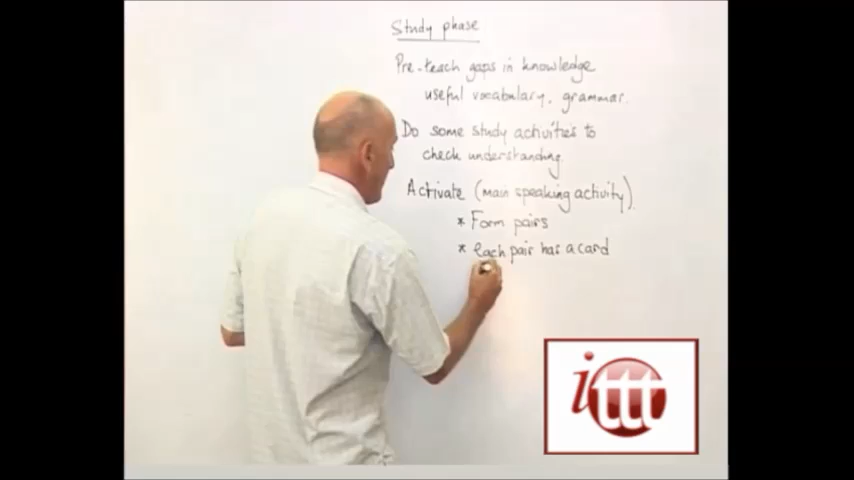 Study phase
Pre-teach gaps in knowledge
useful vocabulary, grammar.
Do some study activities to
check understanding.
Activate (main speaking activity).
* Form pairs
* each pair has a card
ittt